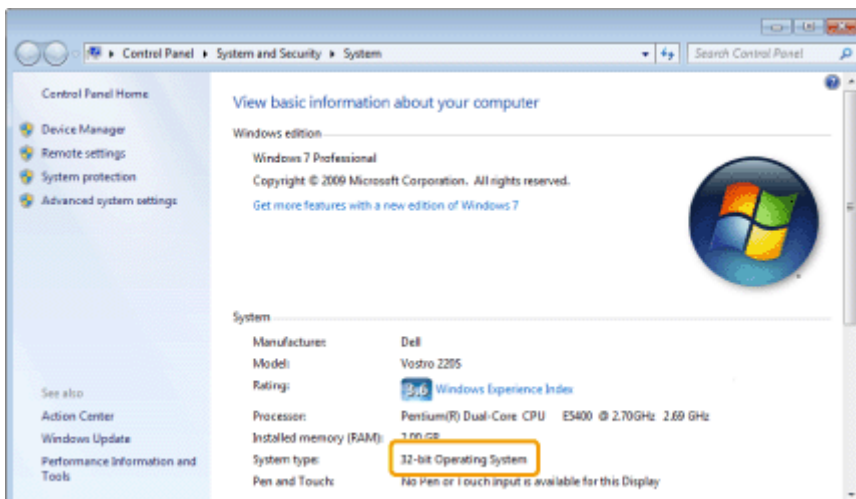 Control Panel ▸ System and Security ▸ System
Search Control Panel
Control Panel Home
Device Manager
Remote settings
System protection
Advanced system settings
See also
Action Center
Windows Update
Performance Information and
Tools
View basic information about your computer
Windows edition
Windows 7 Professional
Copyright © 2009 Microsoft Corporation. All rights reserved.
Get more features with a new edition of Windows 7
System
Manufacturer: Dell
Model: Vostro 220S
Rating: 3.6 Windows Experience Index
Processor: Pentium(R) Dual-Core CPU E5400 @ 2.70GHz 2.69 GHz
Installed memory (RAM): GB
System type: 32-bit Operating System
Pen and Touch: No Pen or Touch Input is available for this Display